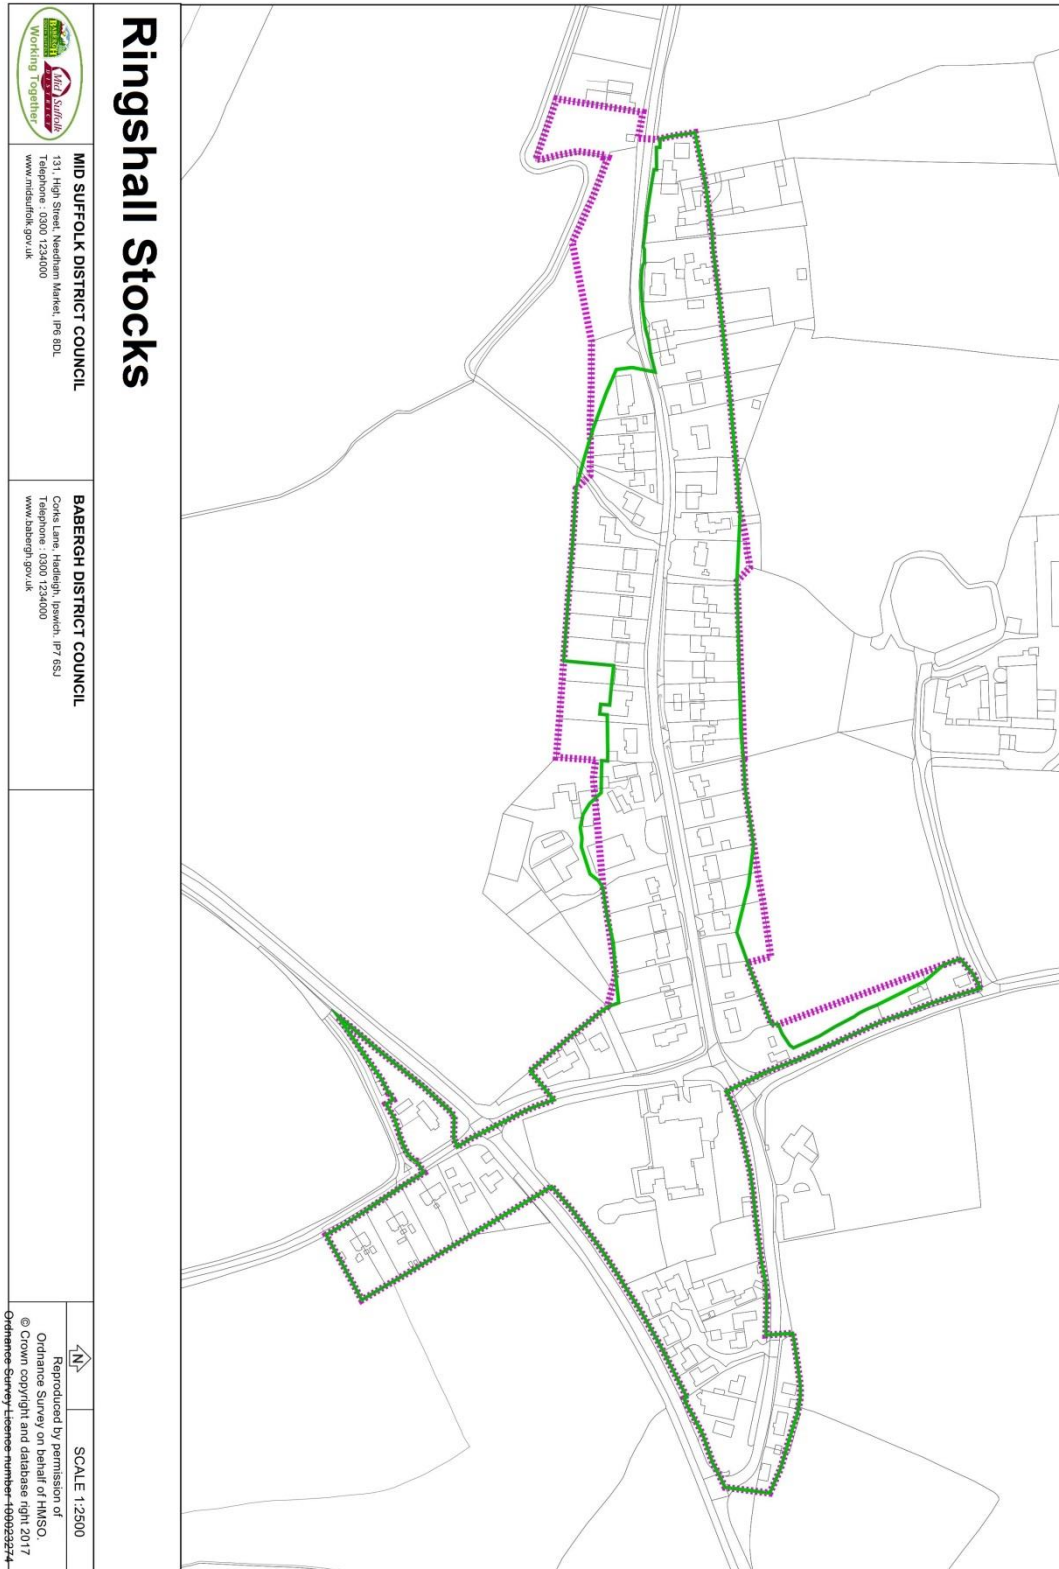 Ringshall Stocks
BABERGH
Mid Suffolk
DISTRICT
Working Together
MID SUFFOLK DISTRICT COUNCIL
131, High Street, Needham Market, IP6 8DL
Telephone : 0300 1234000
www.midsuffolk.gov.uk
BABERGH DISTRICT COUNCIL
Corks Lane, Hadleigh, Ipswich. IP7 6SJ
Telephone : 0300 1234000
www.babergh.gov.uk
N
SCALE 1:2500
Reproduced by permission of
Ordnance Survey on behalf of HMSO.
© Crown copyright and database right 2017
Ordnance Survey Licence number 100023274